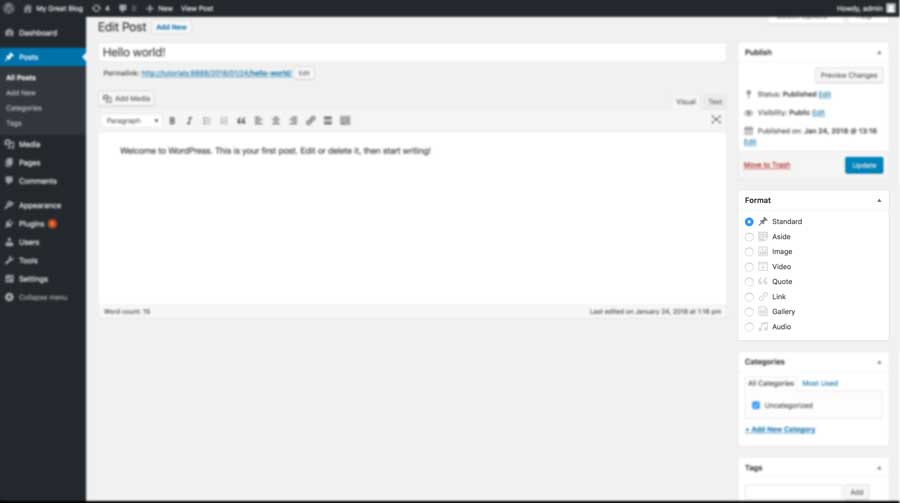 My Great Blog 4 0 New View Post Howdy, admin
Dashboard
Posts
All Posts
Add New
Categories
Tags
Media
Pages
Comments
Appearance
Plugins
Users
Tools
Settings
Collapse menu
Edit Post Add New
Hello world!
Permalink: http://tutorials:8888/2018/01/24/hello-world/ Edit
Add Media
Visual Text
Paragraph B I
Welcome to WordPress. This is your first post. Edit or delete it, then start writing!
Word count: 15
Last edited on January 24, 2018 at 1:16 pm
Publish
Preview Changes
Status: Published Edit
Visibility: Public Edit
Published on: Jan 24, 2018 @ 13:16
Edit
Move to Trash Update
Format
Standard
Aside
Image
Video
Quote
Link
Gallery
Audio
Categories
All Categories Most Used
Uncategorized
+ Add New Category
Tags
Add